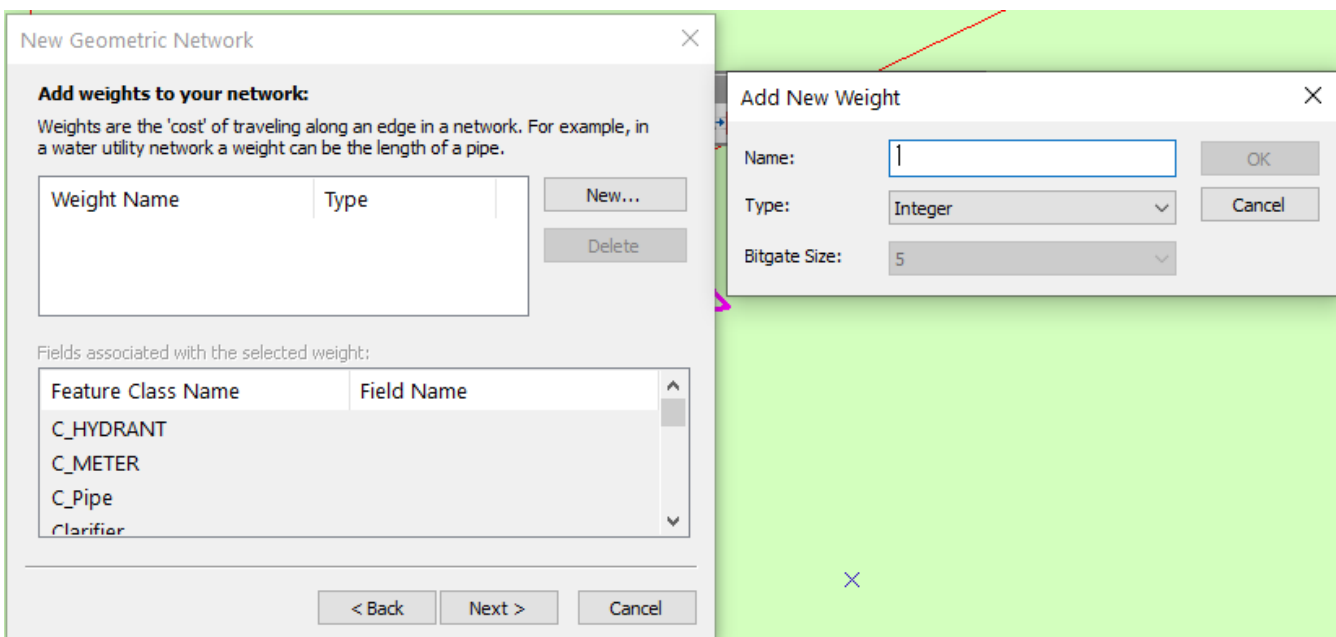 New Geometric Network
Add weights to your network:
Weights are the 'cost' of traveling along an edge in a network. For example, in
a water utility network a weight can be the length of a pipe.
Weight Name Type
New...
Delete
Fields associated with the selected weight:
Feature Class Name Field Name
C_HYDRANT
C_METER
C_Pipe
Clarifier
< Back Next > Cancel
Add New Weight
Name: OK
Type: Integer Cancel
Bitgate Size: 5